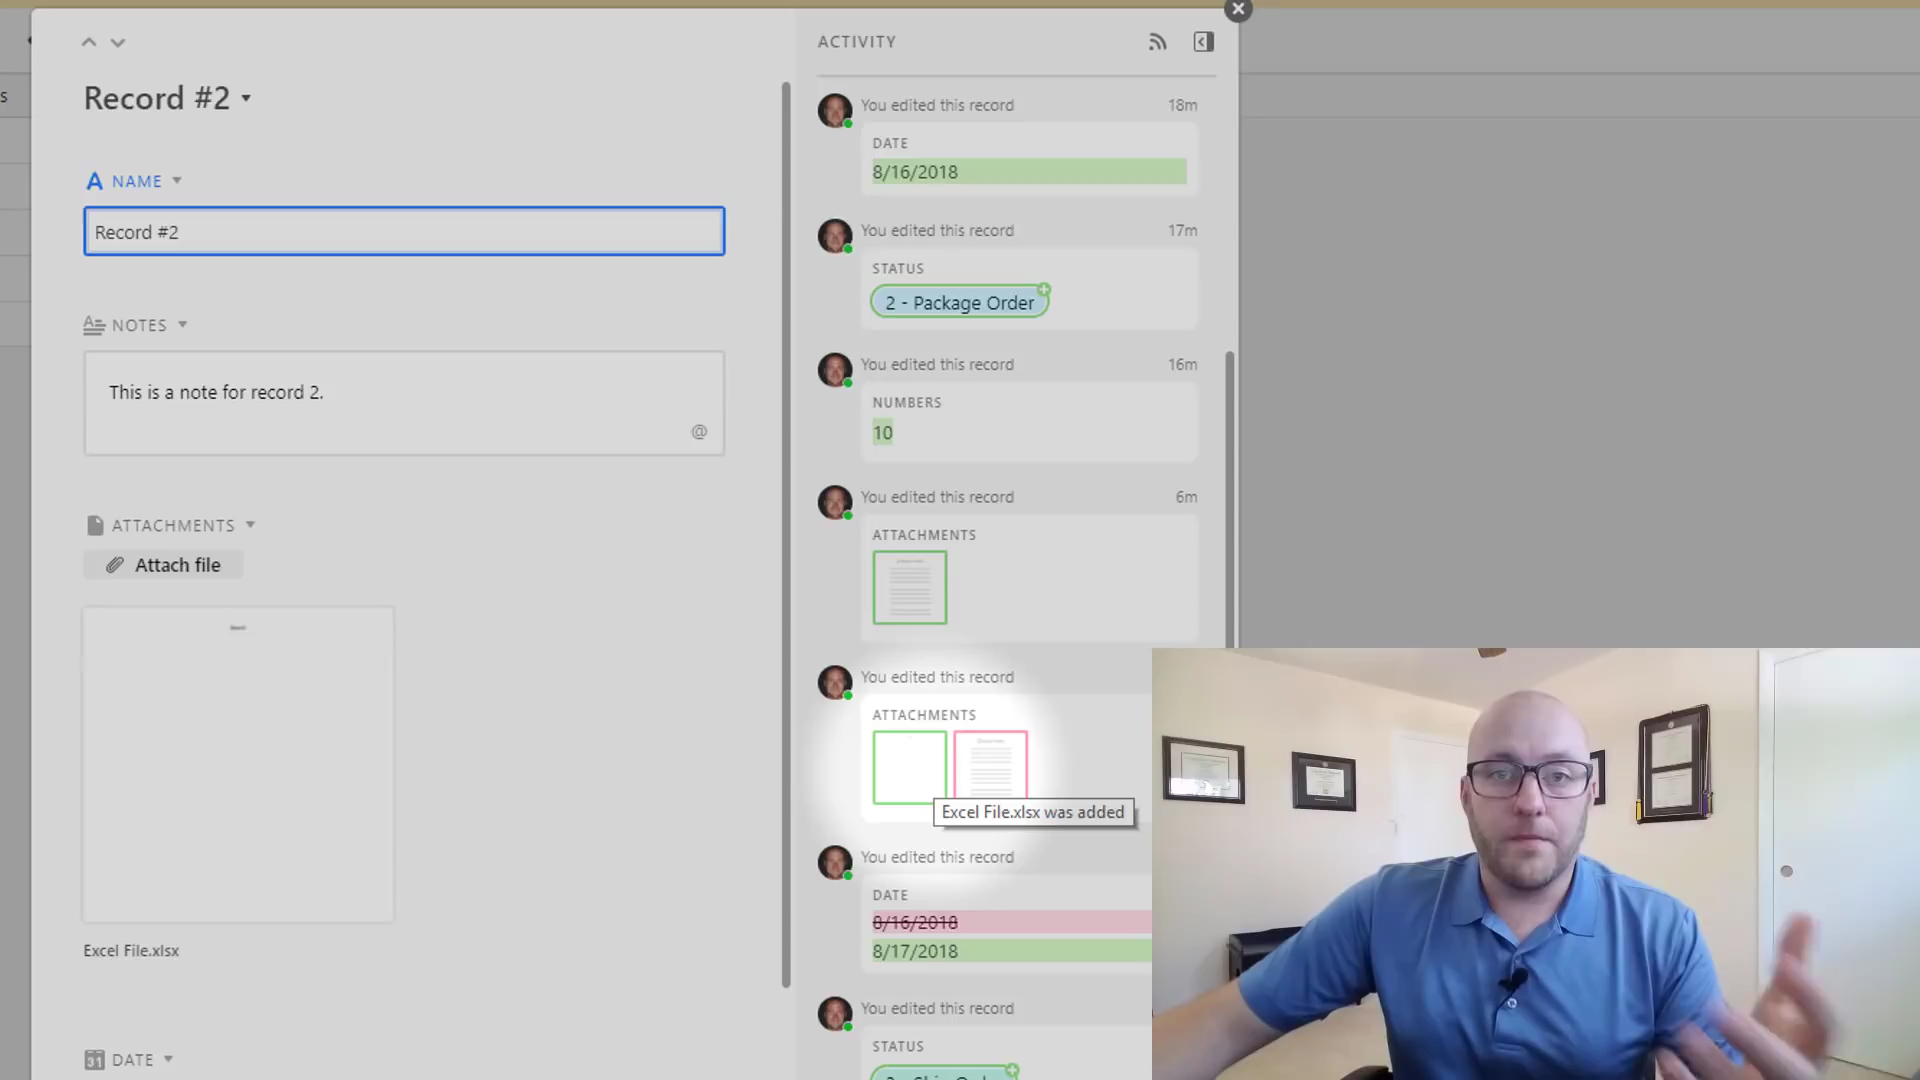 s
Record #2
NAME
Record #2
NOTES
This is a note for record 2.
@
ATTACHMENTS
Attach file
Excel File.xlsx
31 DATE
ACTIVITY
You edited this record 18m
DATE
8/16/2018
You edited this record 17m
STATUS
2 - Package Order
You edited this record 16m
NUMBERS
10
You edited this record 6m
ATTACHMENTS
You edited this record
ATTACHMENTS
Excel File.xlsx was added
You edited this record
DATE
8/16/2018
8/17/2018
You edited this record
STATUS